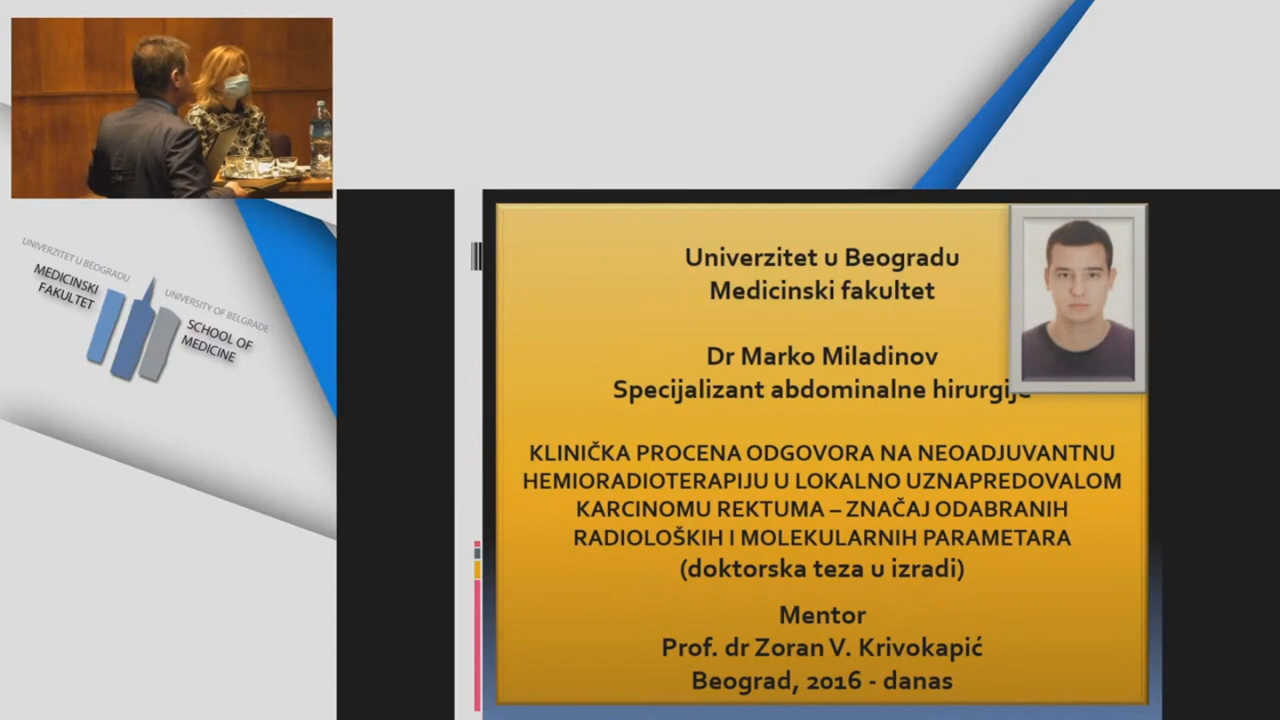 UNIVERZITET U BEOGRADU
MEDICINSKI
FAKULTET
UNIVERSITY OF BELGRADE
SCHOOL OF
MEDICINE
Univerzitet u Beogradu
Medicinski fakultet
Dr Marko Miladinov
Specijalizant abdominalne hirurgije
KLINIČKA PROCENA ODGOVORA NA NEOADJUVANTNU
HEMIORADIOTERAPIJU U LOKALNO UZNAPREDOVALOM
KARCINOMU REKTUMA – ZNAČAJ ODABRANIH
RADIOLOŠKIH I MOLEKULARNIH PARAMETARA
(doktorska teza u izradi)
Mentor
Prof. dr Zoran V. Krivokapić
Beograd, 2016 - danas